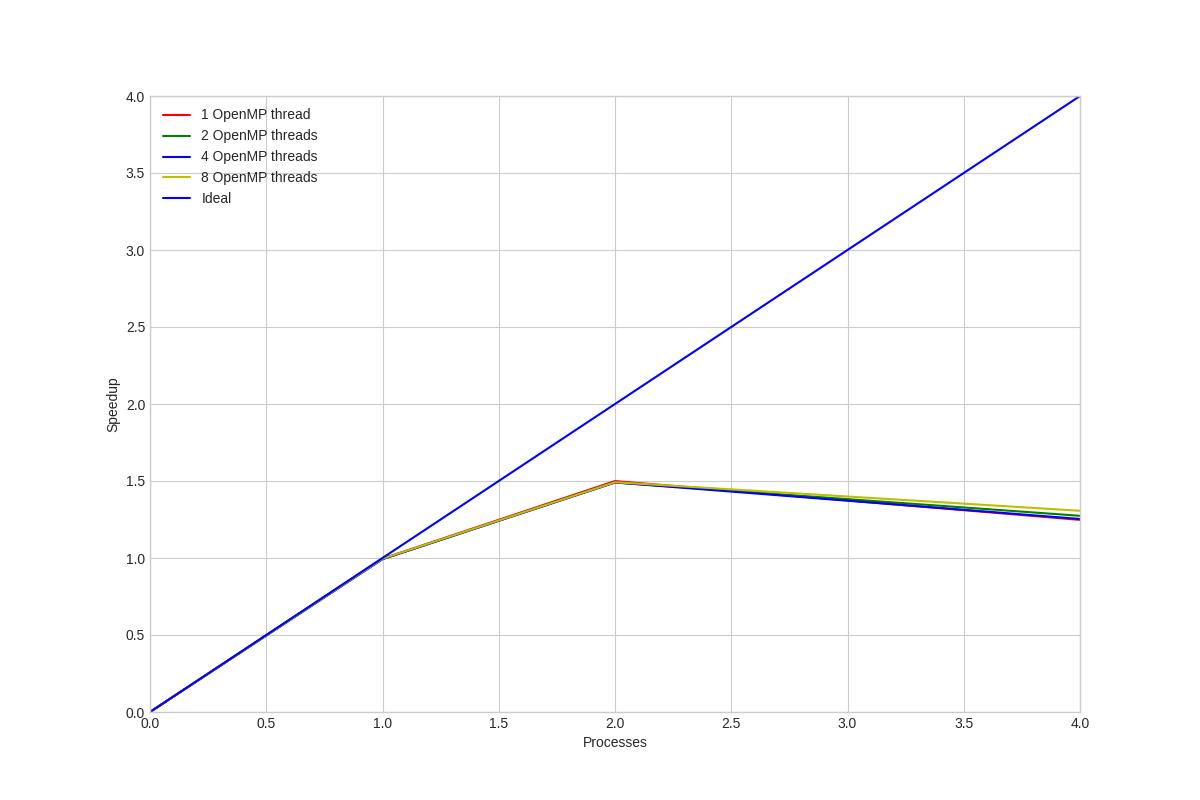 1 OpenMP thread
2 OpenMP threads
4 OpenMP threads
8 OpenMP threads
Ideal
4.0
3.5
3.0
2.5
2.0
1.5
1.0
0.5
0.0
Speedup
0.0 0.5 1.0 1.5 2.0 2.5 3.0 3.5 4.0
Processes